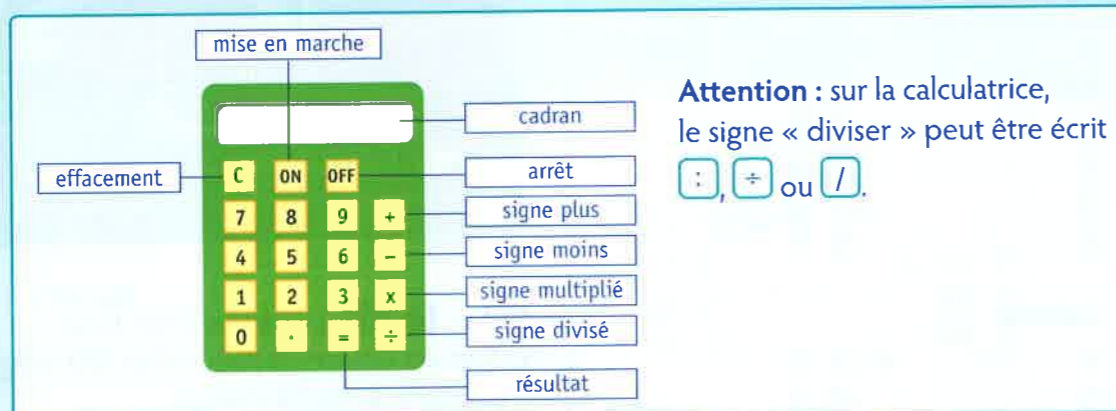 mise en marche
cadran
effacement
arrêt
signe plus
signe moins
signe multiplié
signe divisé
résultat
C ON OFF
7 8 9 +
4 5 6 –
1 2 3 x
0 . = ÷
Attention : sur la calculatrice,
le signe « diviser » peut être écrit
: , ÷ ou / .